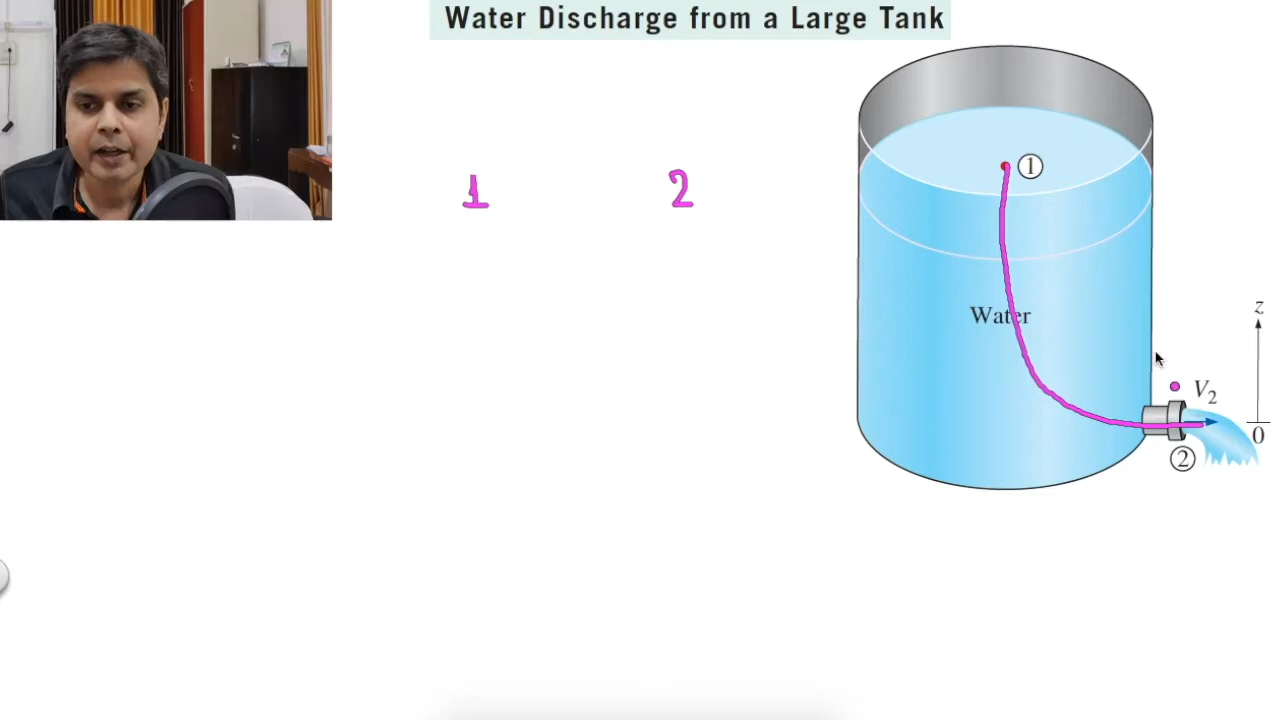 Water Discharge from a Large Tank
1 2
①
Water
z
V₂
0
②